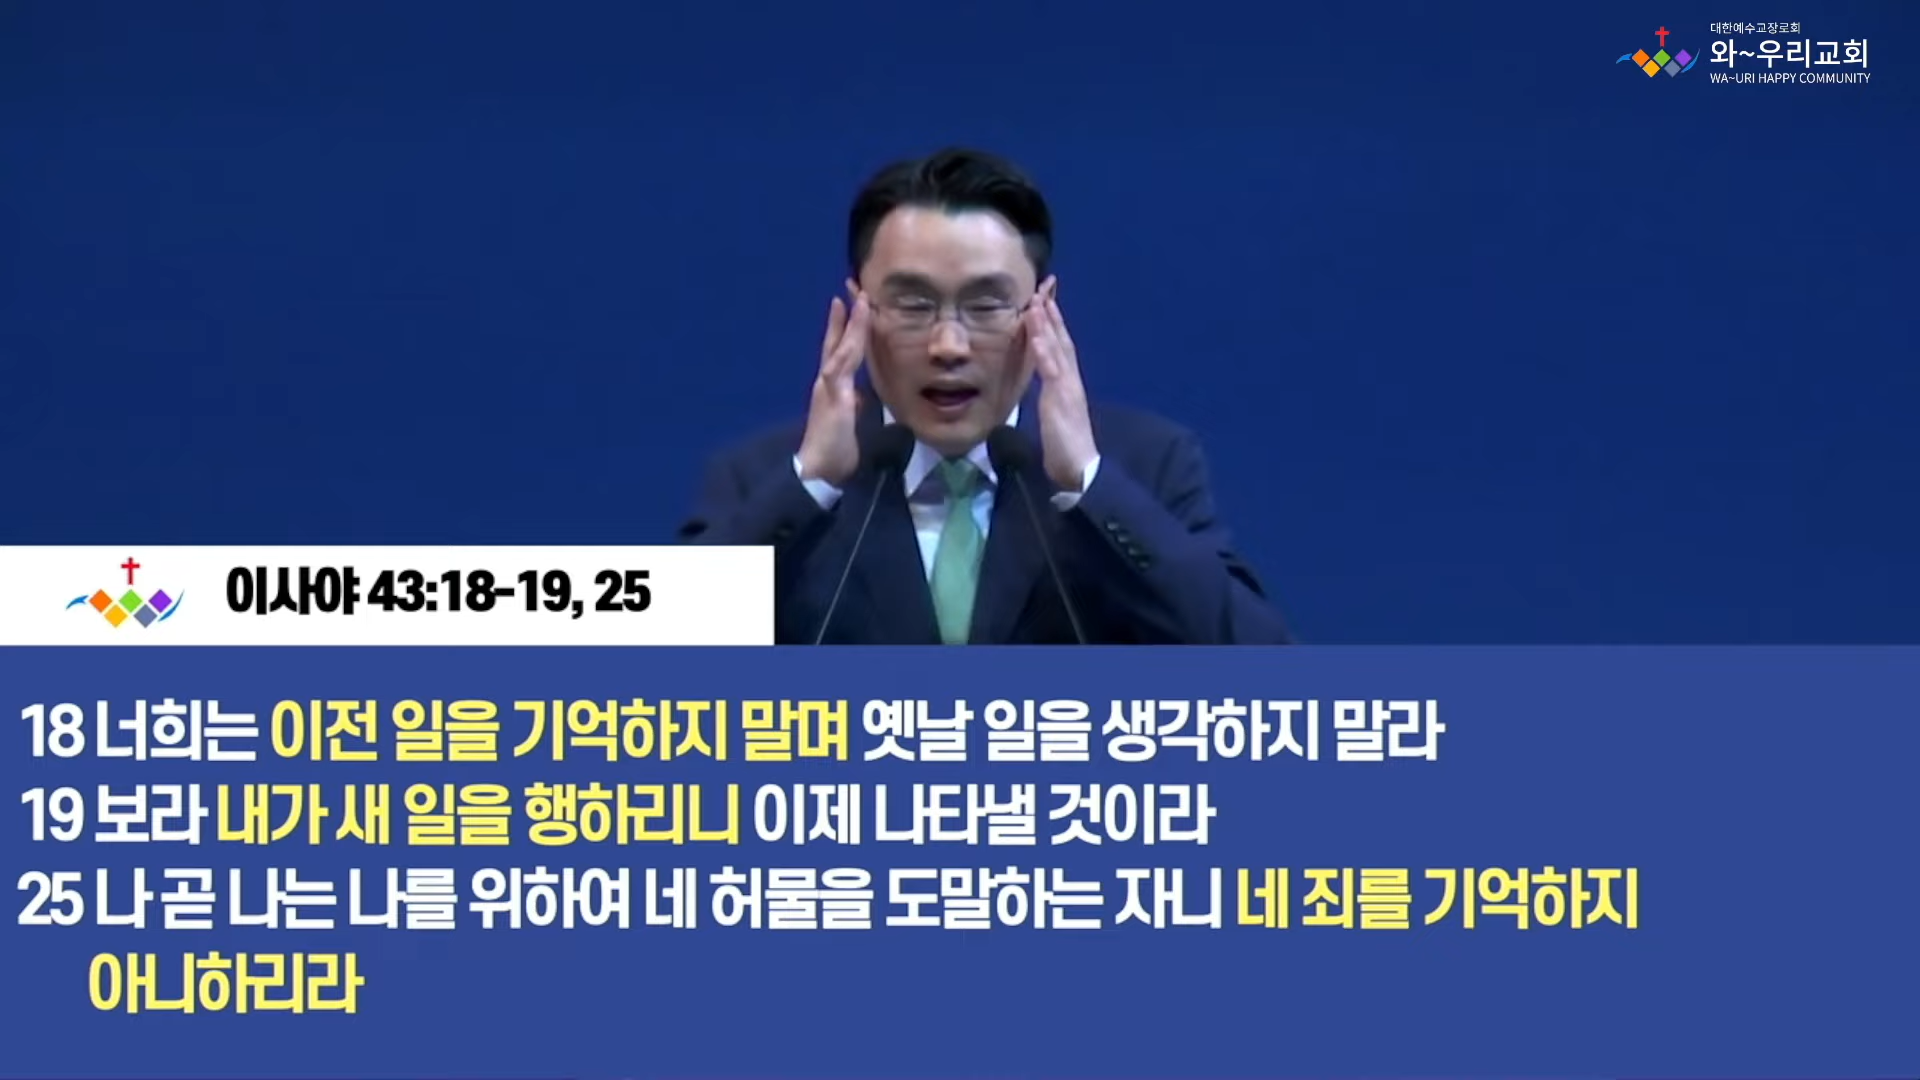 대한예수교장로회
와~우리교회
WA~URI HAPPY COMMUNITY
이사야 43:18-19, 25
18 너희는 이전 일을 기억하지 말며 옛날 일을 생각하지 말라
19 보라 내가 새 일을 행하리니 이제 나타낼 것이라
25 나 곧 나는 나를 위하여 네 허물을 도말하는 자니 네 죄를 기억하지
아니하리라